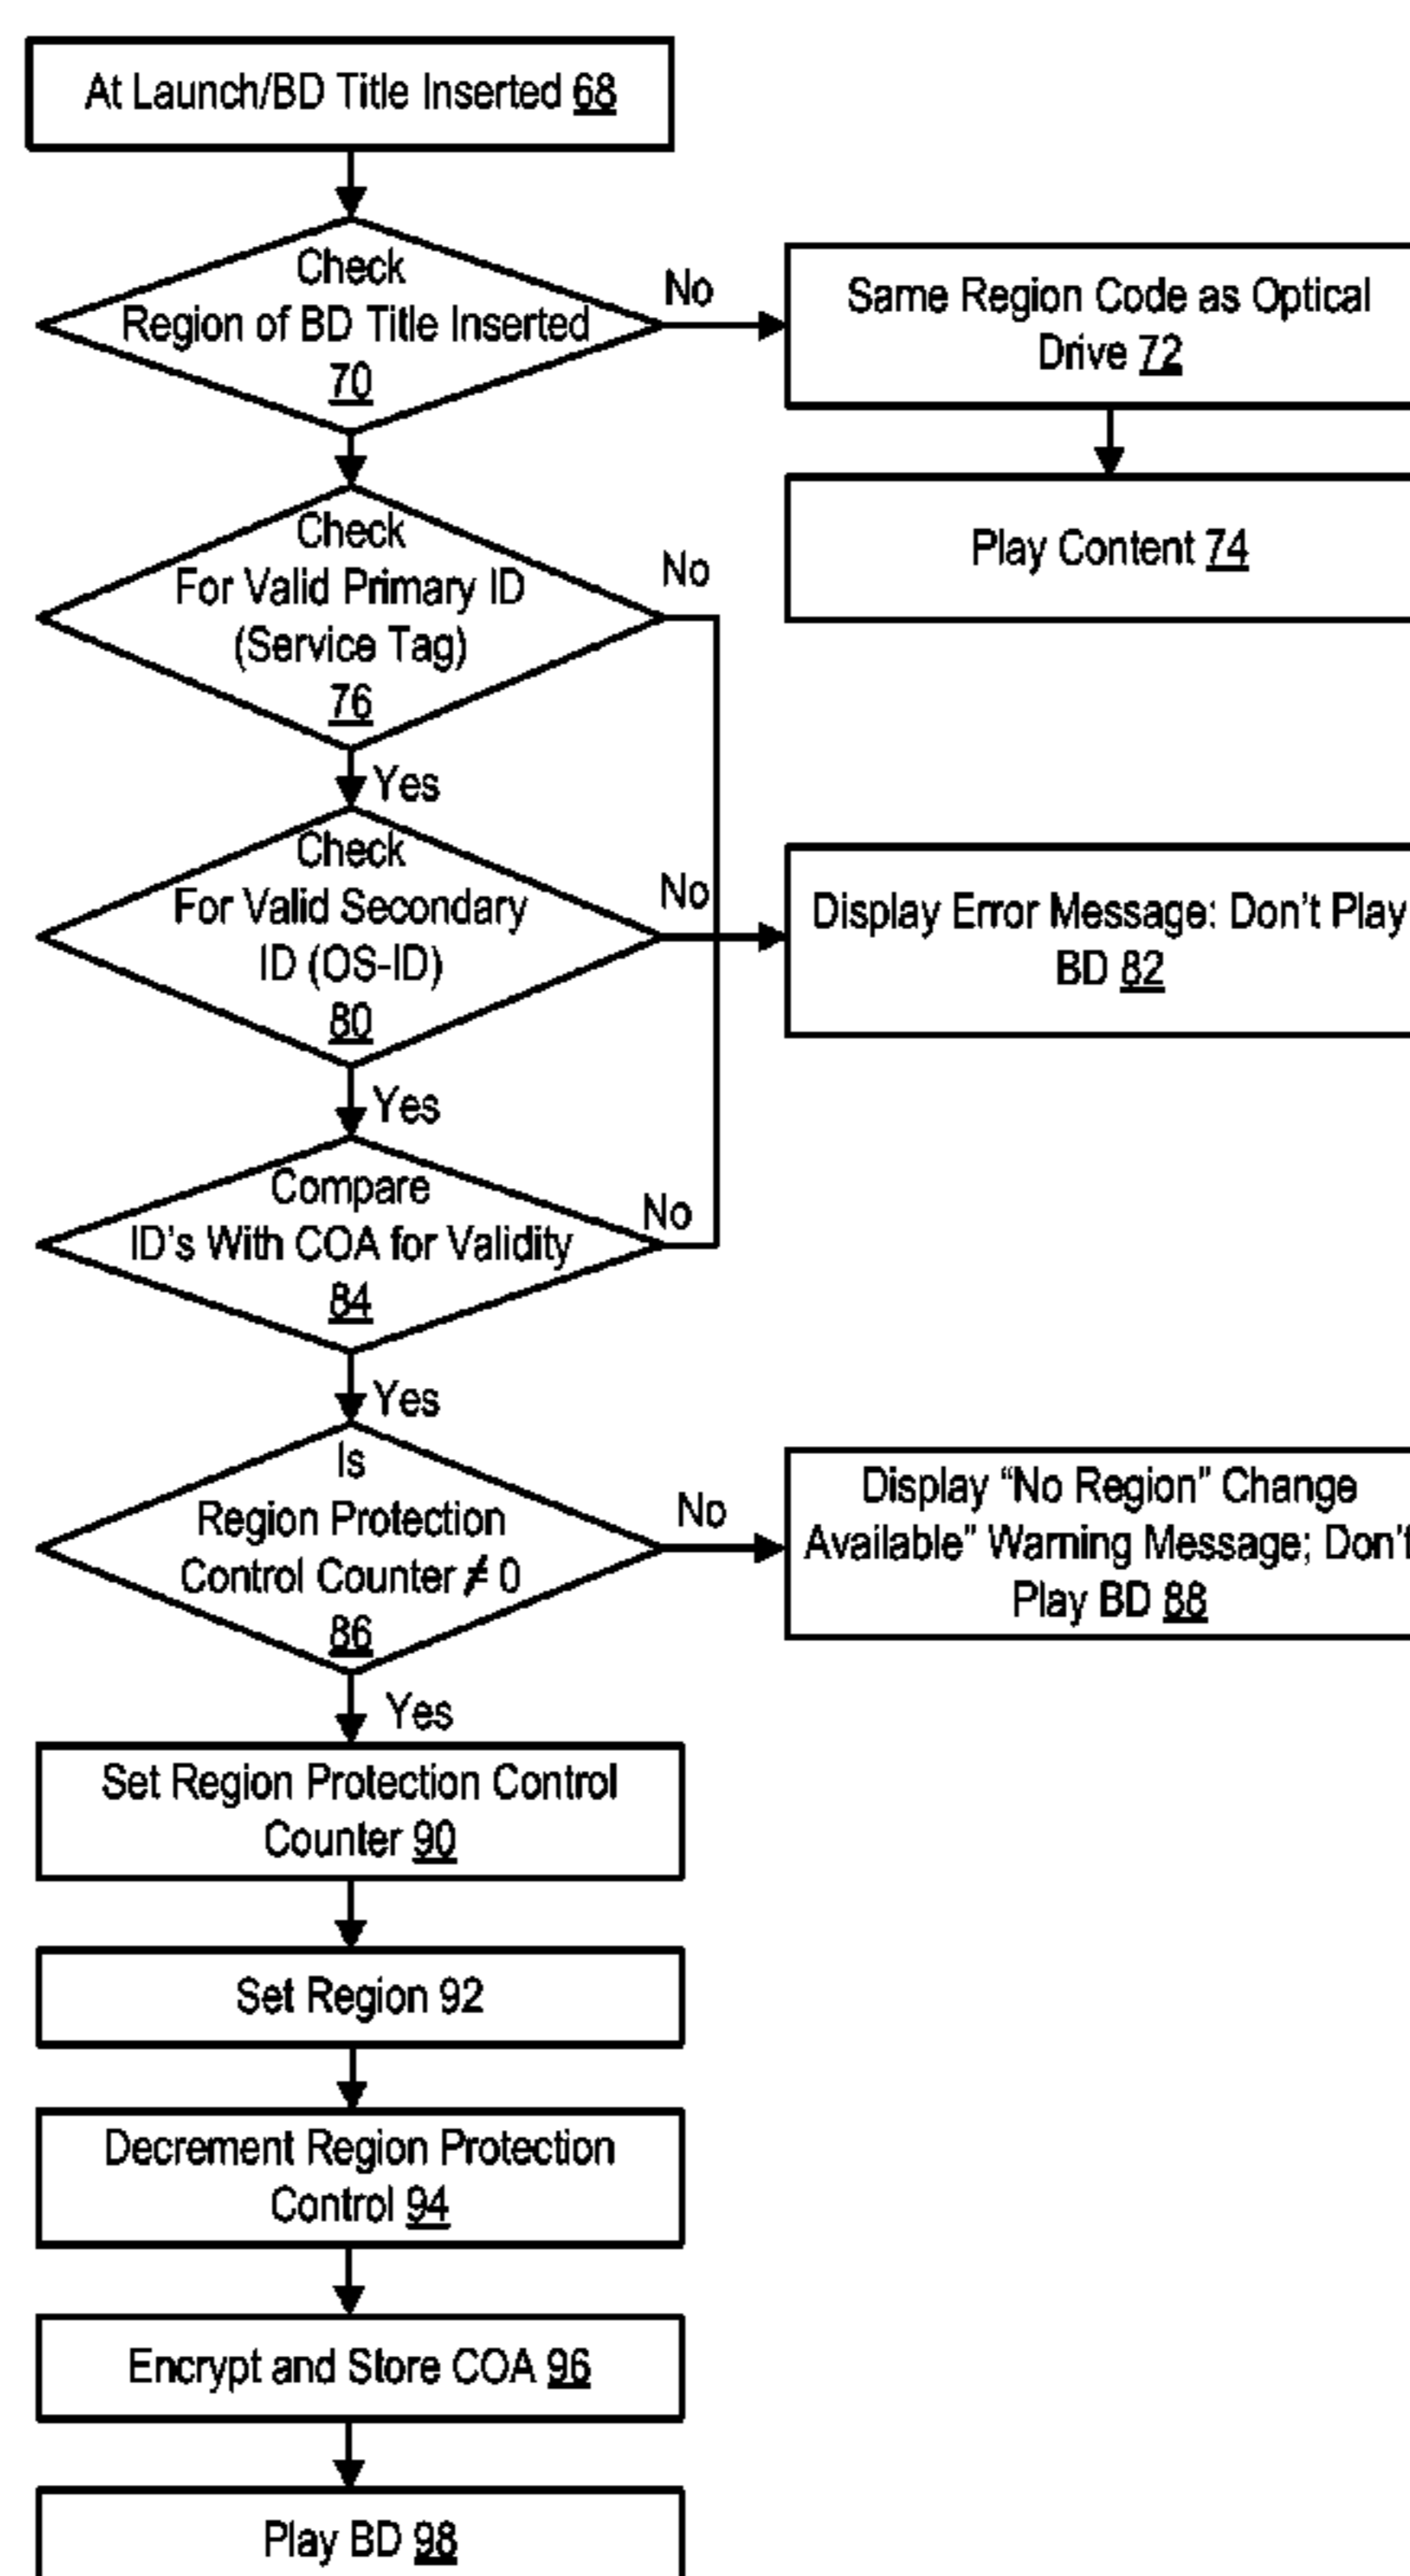 At Launch/BD Title Inserted 68
Check
Region of BD Title Inserted
70
No
Same Region Code as Optical
Drive 72
Play Content 74
Check
For Valid Primary ID
(Service Tag)
76
No
Yes
Check
For Valid Secondary
ID (OS-ID)
80
No
Display Error Message: Don't Play
BD 82
Yes
Compare
ID's With COA for Validity
84
No
Yes
Is
Region Protection
Control Counter ≠ 0
86
No
Display “No Region” Change
Available” Warning Message; Don't
Play BD 88
Yes
Set Region Protection Control
Counter 90
Set Region 92
Decrement Region Protection
Control 94
Encrypt and Store COA 96
Play BD 98